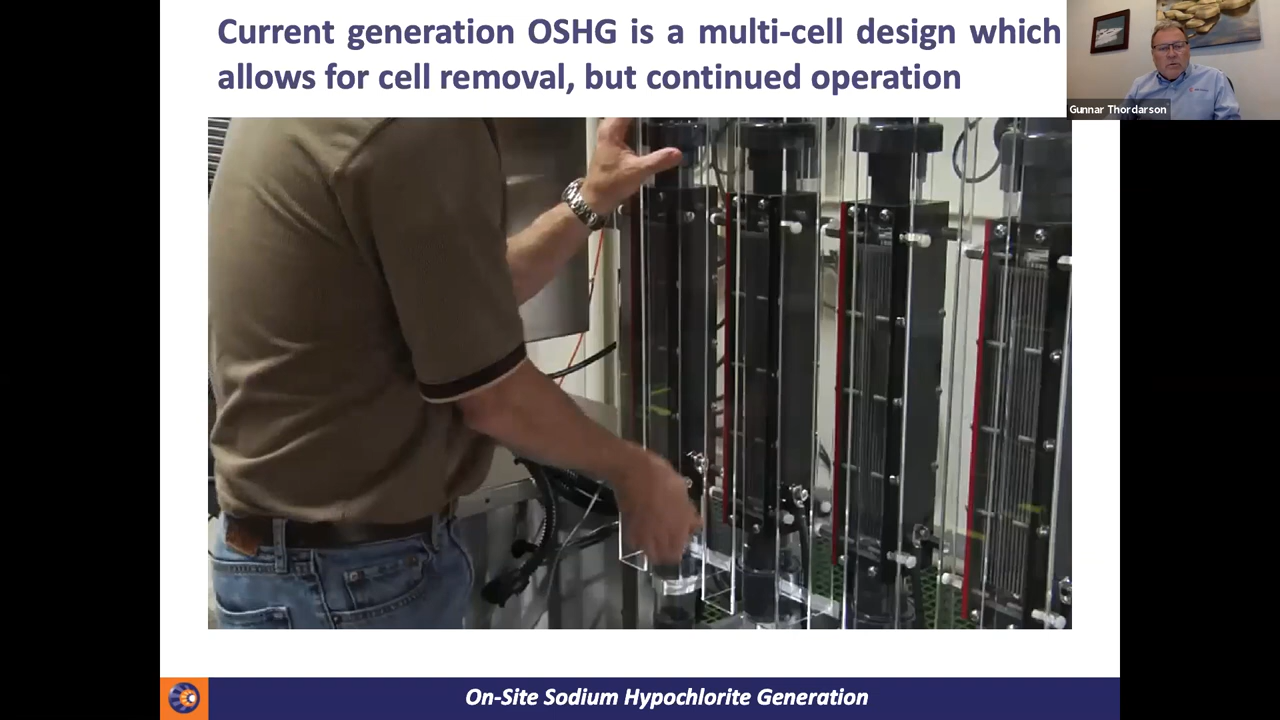 Current generation OSHG is a multi-cell design which
allows for cell removal, but continued operation
Gunnar Thordarson
On-Site Sodium Hypochlorite Generation